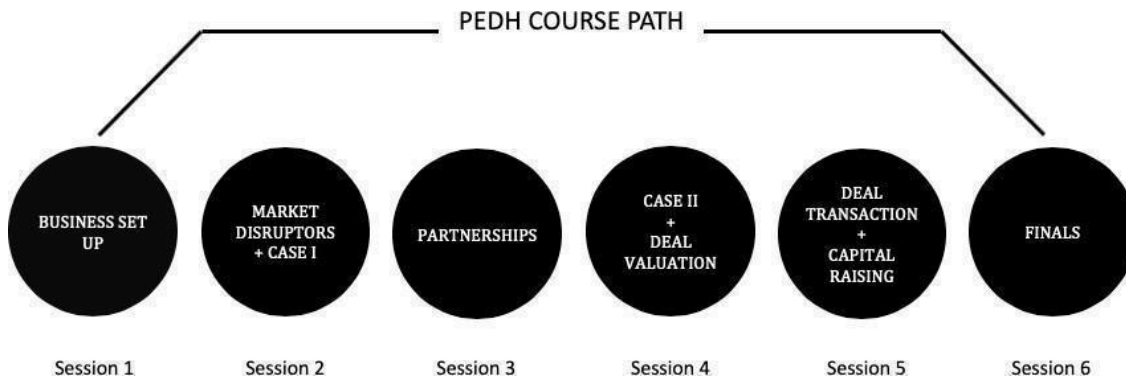 PEDH COURSE PATH
BUSINESS SET
UP
MARKET
DISRUPTORS
+ CASE I
PARTNERSHIPS
CASE II
+
DEAL
VALUATION
DEAL
TRANSACTION
+
CAPITAL
RAISING
FINALS
Session 1
Session 2
Session 3
Session 4
Session 5
Session 6